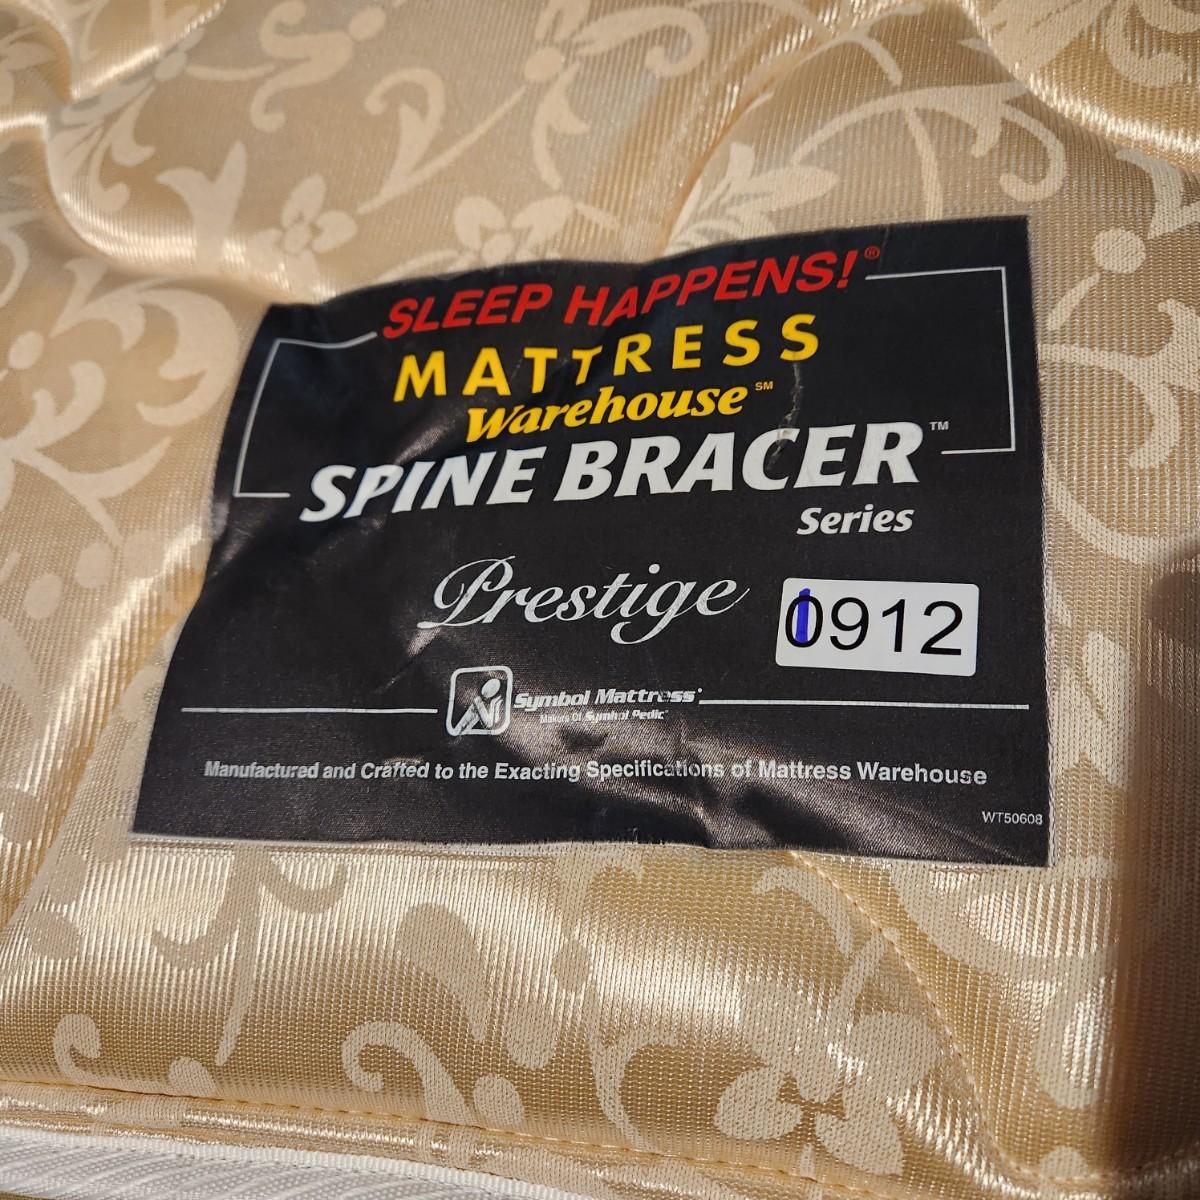 SLEEP HAPPENS!®
MATTRESS
Warehouse℠
SPINE BRACER™
Series
Prestige
0912
Symbol Mattress®
Makers Of Symbol Pedic®
Manufactured and Crafted to the Exacting Specifications of Mattress Warehouse
WT50608